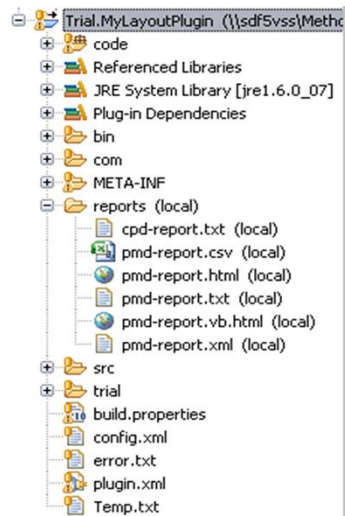 Trial.MyLayoutPlugin (\\sdf5vss\Metho
code
Referenced Libraries
JRE System Library [jre1.6.0_07]
Plug-in Dependencies
bin
com
META-INF
reports (local)
cpd-report.txt (local)
pmd-report.csv (local)
pmd-report.html (local)
pmd-report.txt (local)
pmd-report.vb.html (local)
pmd-report.xml (local)
src
trial
build.properties
config.xml
error.txt
plugin.xml
Temp.txt